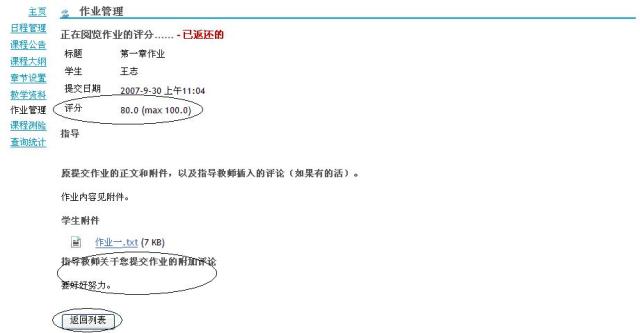 主页
日程管理
课程公告
课程大纲
章节设置
教学资料
作业管理
课程测验
查询统计
作业管理
正在阅览作业的评分...... - 已返还的
标题 第一章作业
学生 王志
提交日期 2007-9-30 上午11:04
评分 80.0 (max 100.0)
指导
原提交作业的正文和附件，以及指导教师插入的评论（如果有的活）。
作业内容见附件。
学生附件
作业一.txt (7 KB)
指导教师关于您提交作业的附加评论
要好好努力。
返回列表